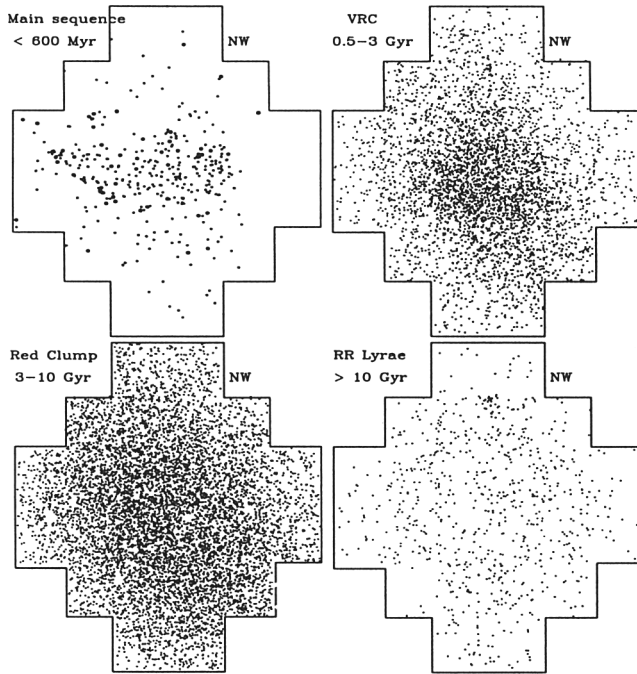 Main sequence
< 600 Myr
NW
VRC
0.5–3 Gyr
NW
Red Clump
3–10 Gyr
NW
RR Lyrae
> 10 Gyr
NW